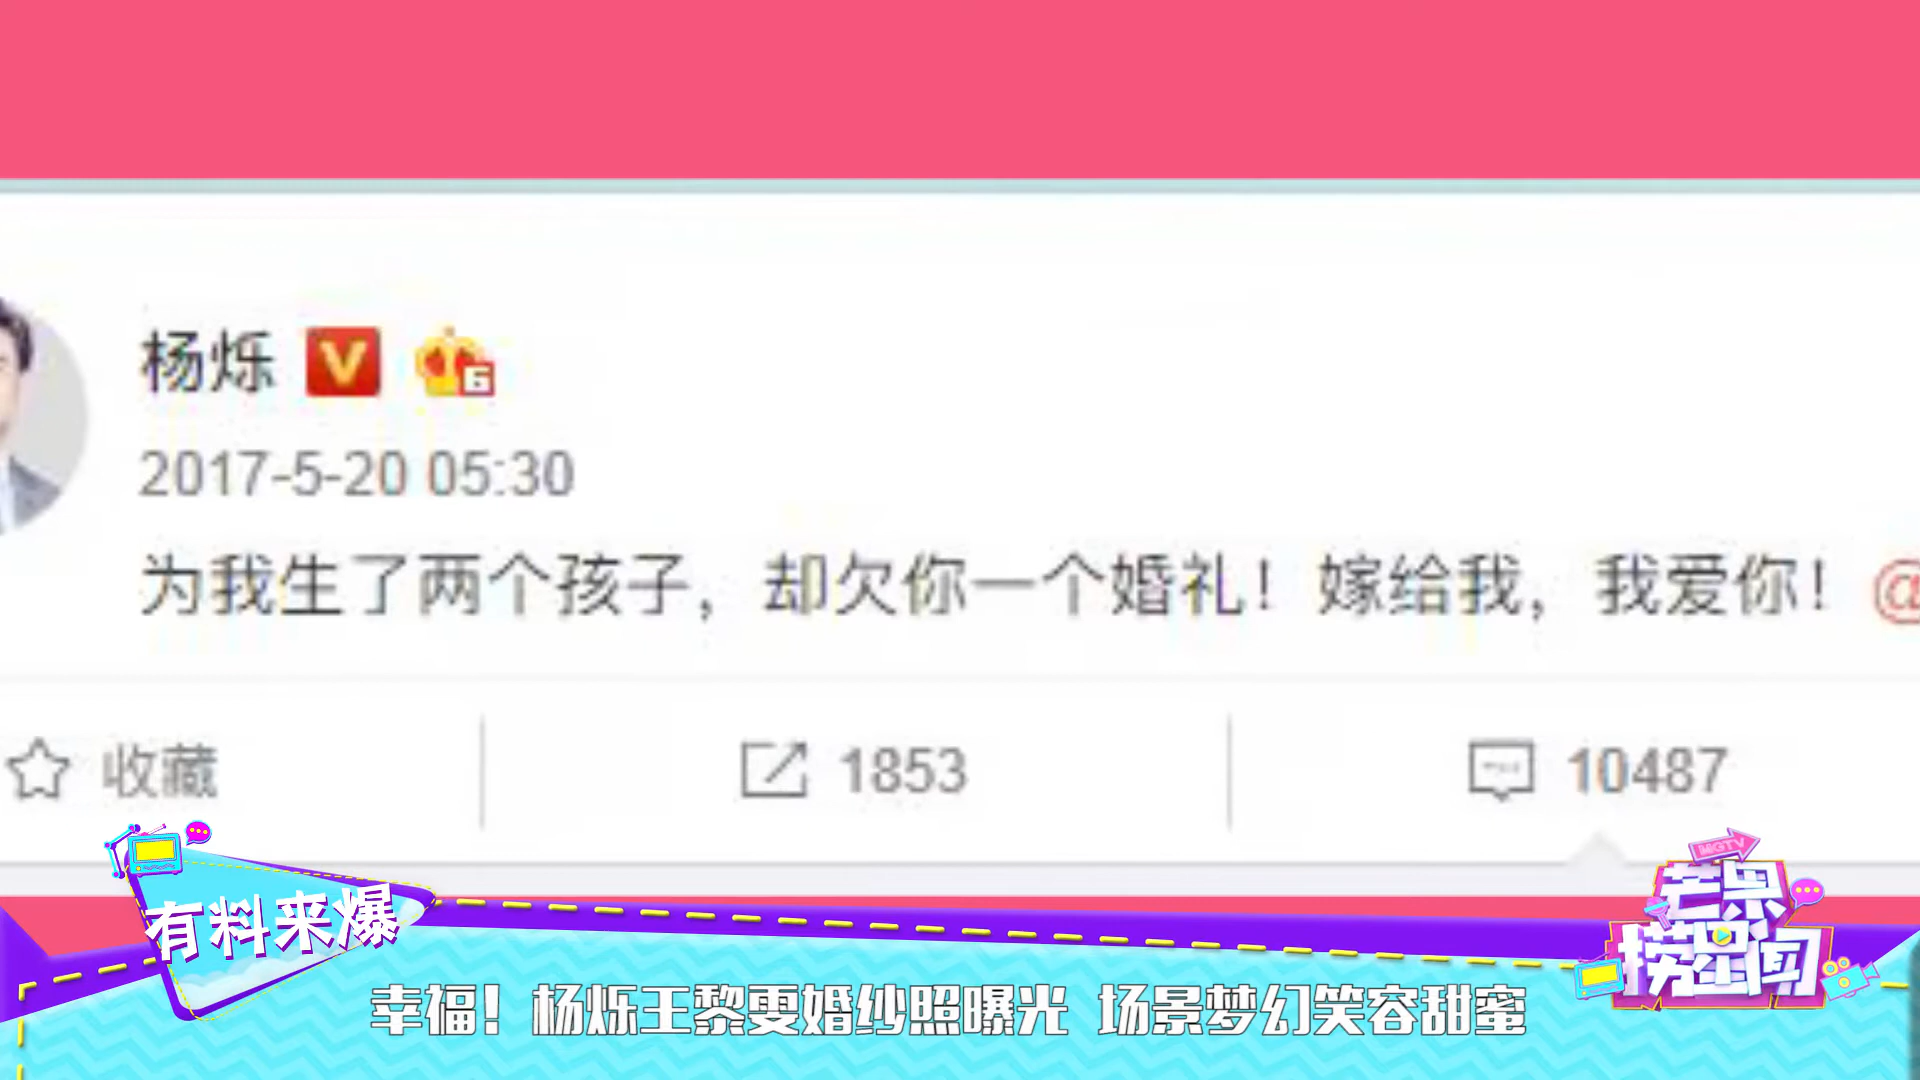 杨烁 V 6
2017-5-20 05:30
为我生了两个孩子，却欠你一个婚礼！嫁给我，我爱你！@
收藏 1853 10487
MGTV
芒果
捞星闻
有料来爆
幸福！杨烁王黎雯婚纱照曝光 场景梦幻笑容甜蜜